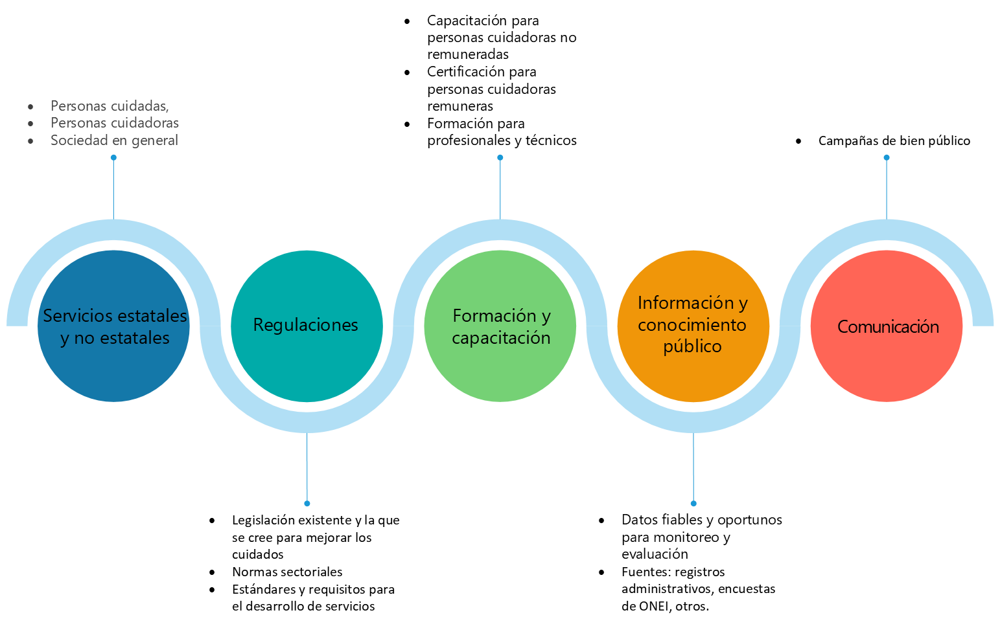 • Personas cuidadas,
• Personas cuidadoras
• Sociedad en general
Servicios estatales
y no estatales
Regulaciones
• Legislación existente y la que
se cree para mejorar los
cuidados
• Normas sectoriales
• Estándares y requisitos para
el desarrollo de servicios
• Capacitación para
personas cuidadoras no
remuneradas
• Certificación para
personas cuidadoras
remuneras
• Formación para
profesionales y técnicos
Formación y
capacitación
Información y
conocimiento
público
• Datos fiables y oportunos
para monitoreo y
evaluación
• Fuentes: registros
administrativos, encuestas
de ONEI, otros.
• Campañas de bien público
Comunicación